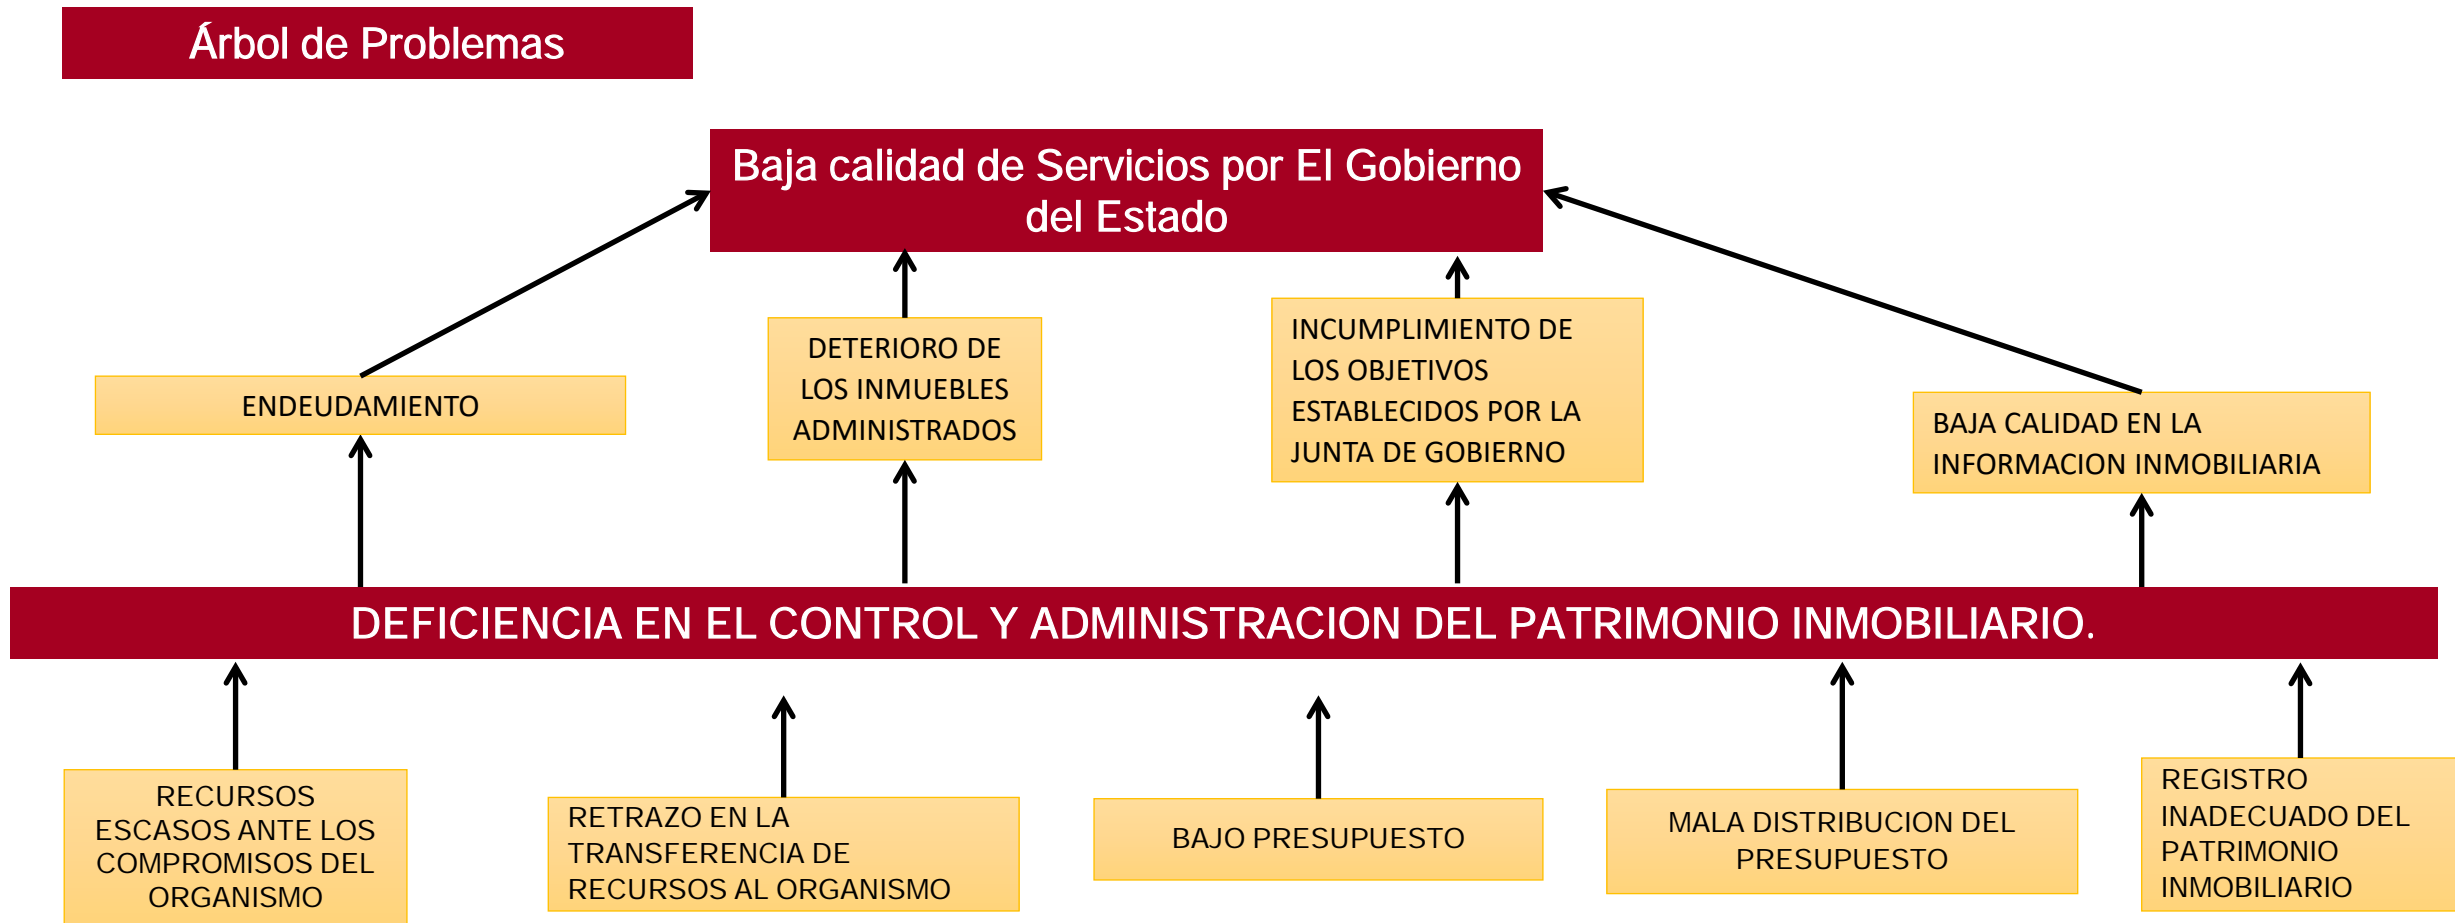 Árbol de Problemas
Baja calidad de Servicios por El Gobierno
del Estado
ENDEUDAMIENTO
DETERIORO DE
LOS INMUEBLES
ADMINISTRADOS
INCUMPLIMIENTO DE
LOS OBJETIVOS
ESTABLECIDOS POR LA
JUNTA DE GOBIERNO
BAJA CALIDAD EN LA
INFORMACION INMOBILIARIA
DEFICIENCIA EN EL CONTROL Y ADMINISTRACION DEL PATRIMONIO INMOBILIARIO.
RECURSOS
ESCASOS ANTE LOS
COMPROMISOS DEL
ORGANISMO
RETRAZO EN LA
TRANSFERENCIA DE
RECURSOS AL ORGANISMO
BAJO PRESUPUESTO
MALA DISTRIBUCION DEL
PRESUPUESTO
REGISTRO
INADECUADO DEL
PATRIMONIO
INMOBILIARIO